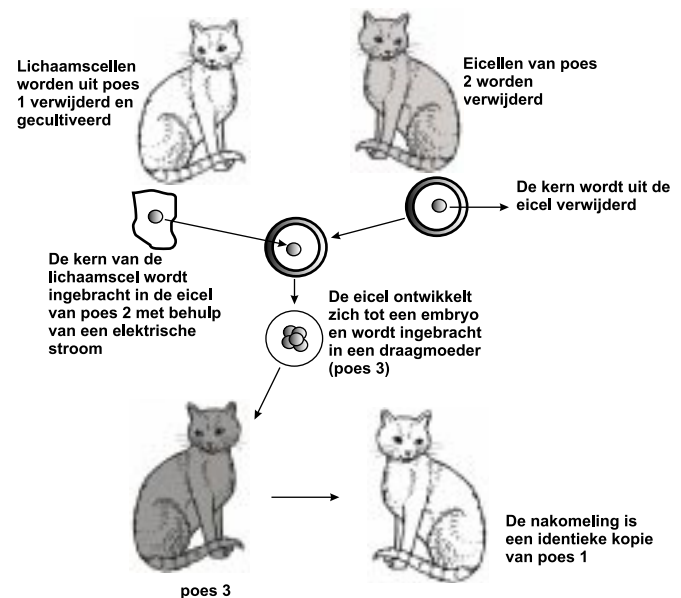 Lichaamscellen
worden uit poes
1 verwijderd en
gecultiveerd
Eicellen van poes
2 worden
verwijderd
De kern wordt uit de
eicel verwijderd
De kern van de
lichaamscel wordt
ingebracht in de eicel
van poes 2 met behulp
van een elektrische
stroom
De eicel ontwikkelt
zich tot een embryo
en wordt ingebracht
in een draagmoeder
(poes 3)
De nakomeling is
een identieke kopie
van poes 1
poes 3